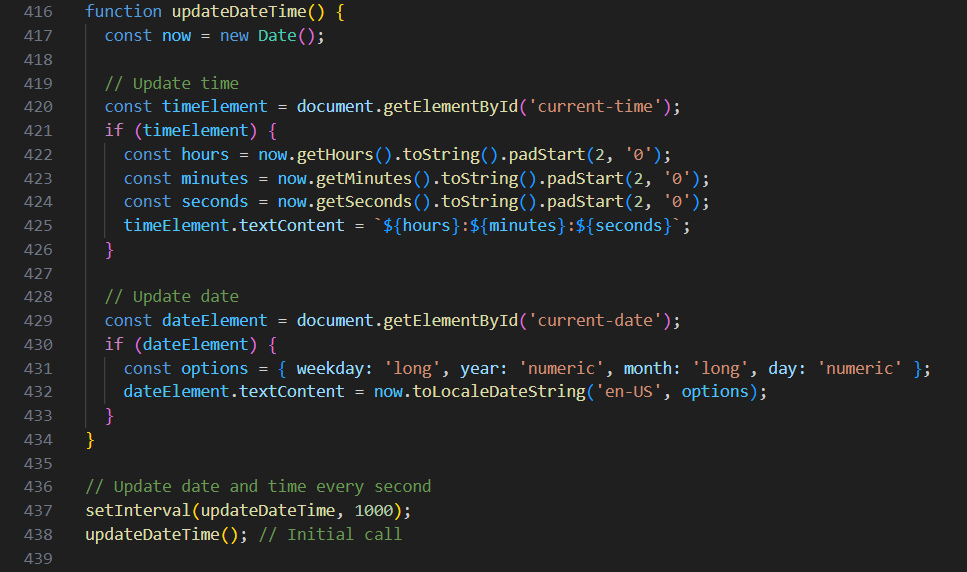 416 function updateDateTime() {
417   const now = new Date();
418
419   // Update time
420   const timeElement = document.getElementById('current-time');
421   if (timeElement) {
422     const hours = now.getHours().toString().padStart(2, '0');
423     const minutes = now.getMinutes().toString().padStart(2, '0');
424     const seconds = now.getSeconds().toString().padStart(2, '0');
425     timeElement.textContent = `${hours}:${minutes}:${seconds}`;
426   }
427
428   // Update date
429   const dateElement = document.getElementById('current-date');
430   if (dateElement) {
431     const options = { weekday: 'long', year: 'numeric', month: 'long', day: 'numeric' };
432     dateElement.textContent = now.toLocaleDateString('en-US', options);
433   }
434 }
435
436 // Update date and time every second
437 setInterval(updateDateTime, 1000);
438 updateDateTime(); // Initial call
439